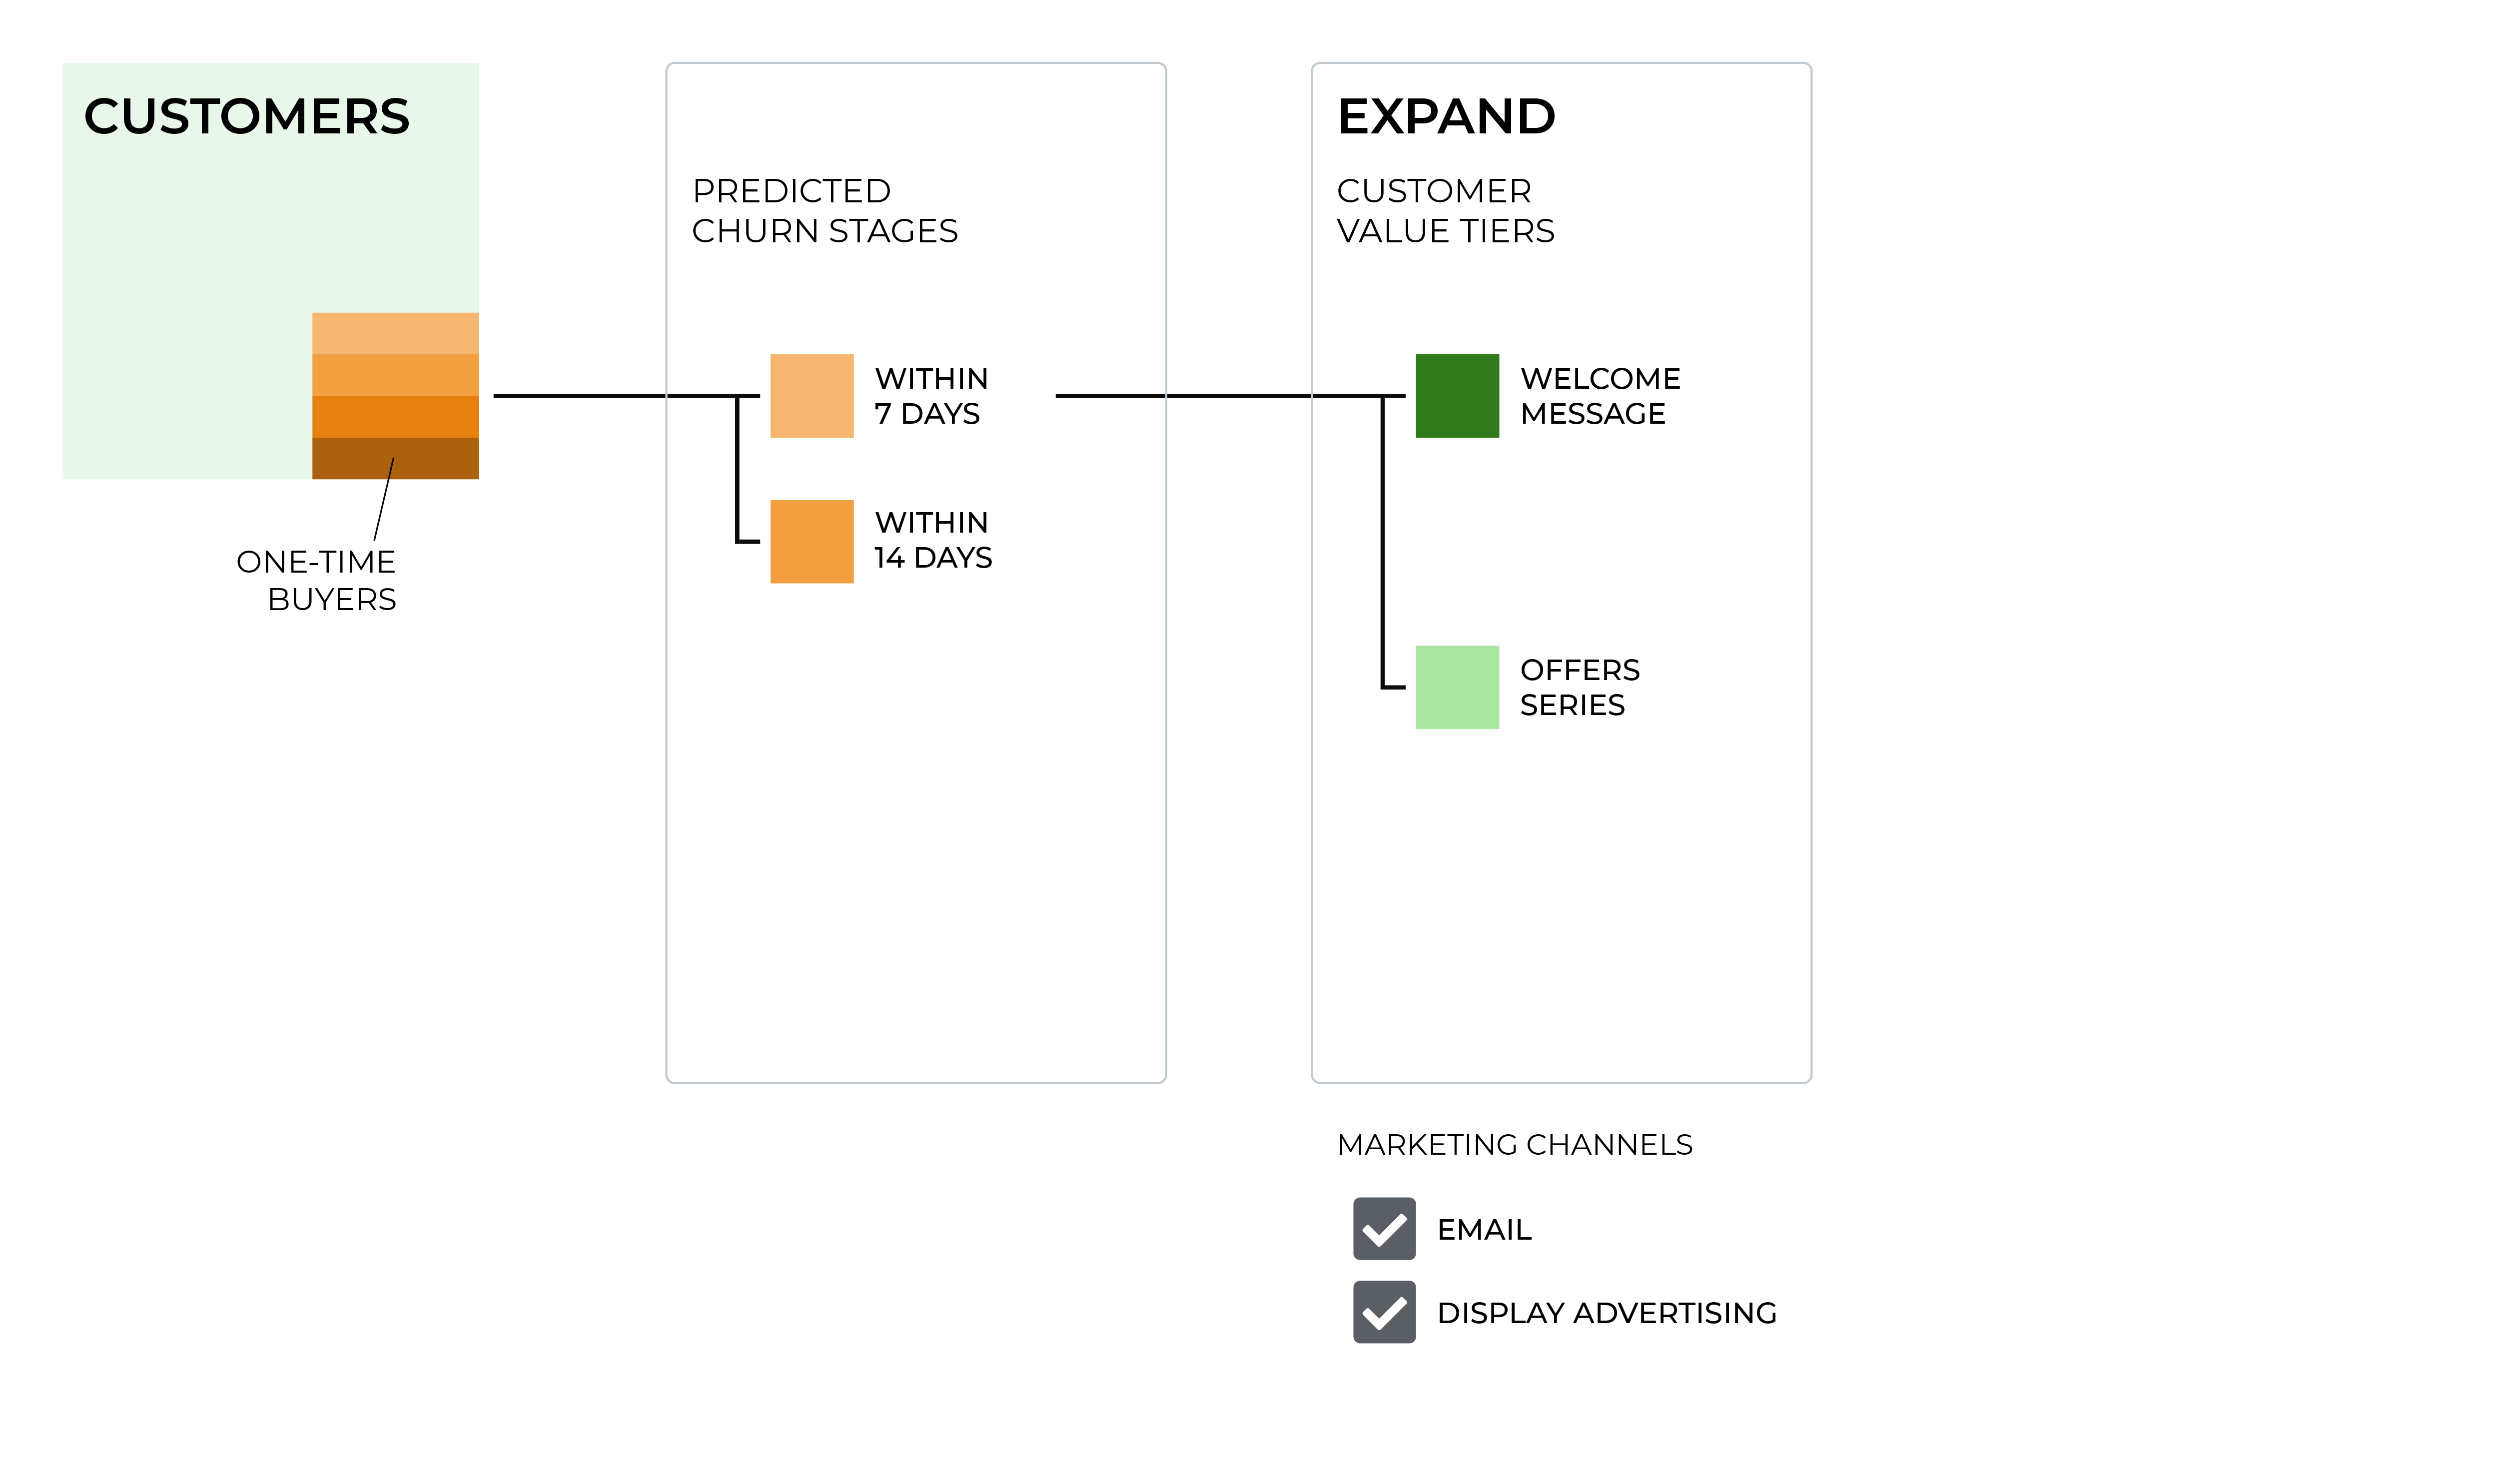 CUSTOMERS
ONE-TIME
BUYERS
PREDICTED
CHURN STAGES
WITHIN
7 DAYS
WITHIN
14 DAYS
EXPAND
CUSTOMER
VALUE TIERS
WELCOME
MESSAGE
OFFERS
SERIES
MARKETING CHANNELS
EMAIL
DISPLAY ADVERTISING